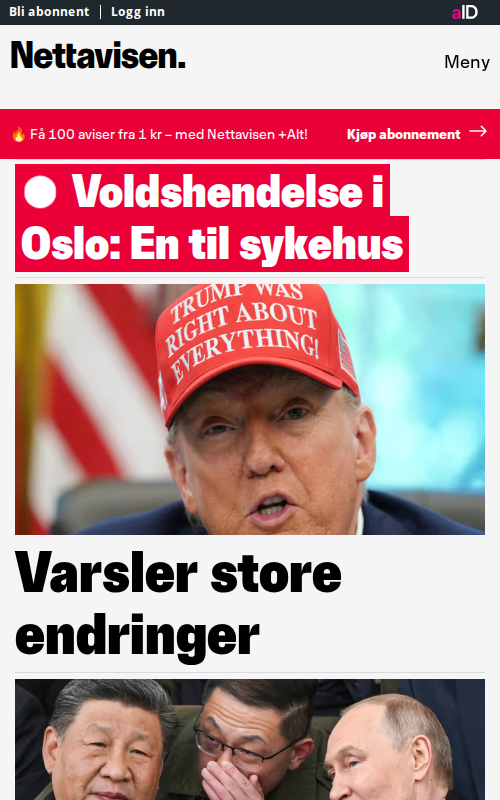 Bli abonnent | Logg inn
aID
Nettavisen.
Meny
🔥 Få 100 aviser fra 1 kr – med Nettavisen +Alt!
Kjøp abonnement →
Voldshendelse i
Oslo: En til sykehus
TRUMP WAS
RIGHT ABOUT
EVERYTHING!
Varsler store
endringer